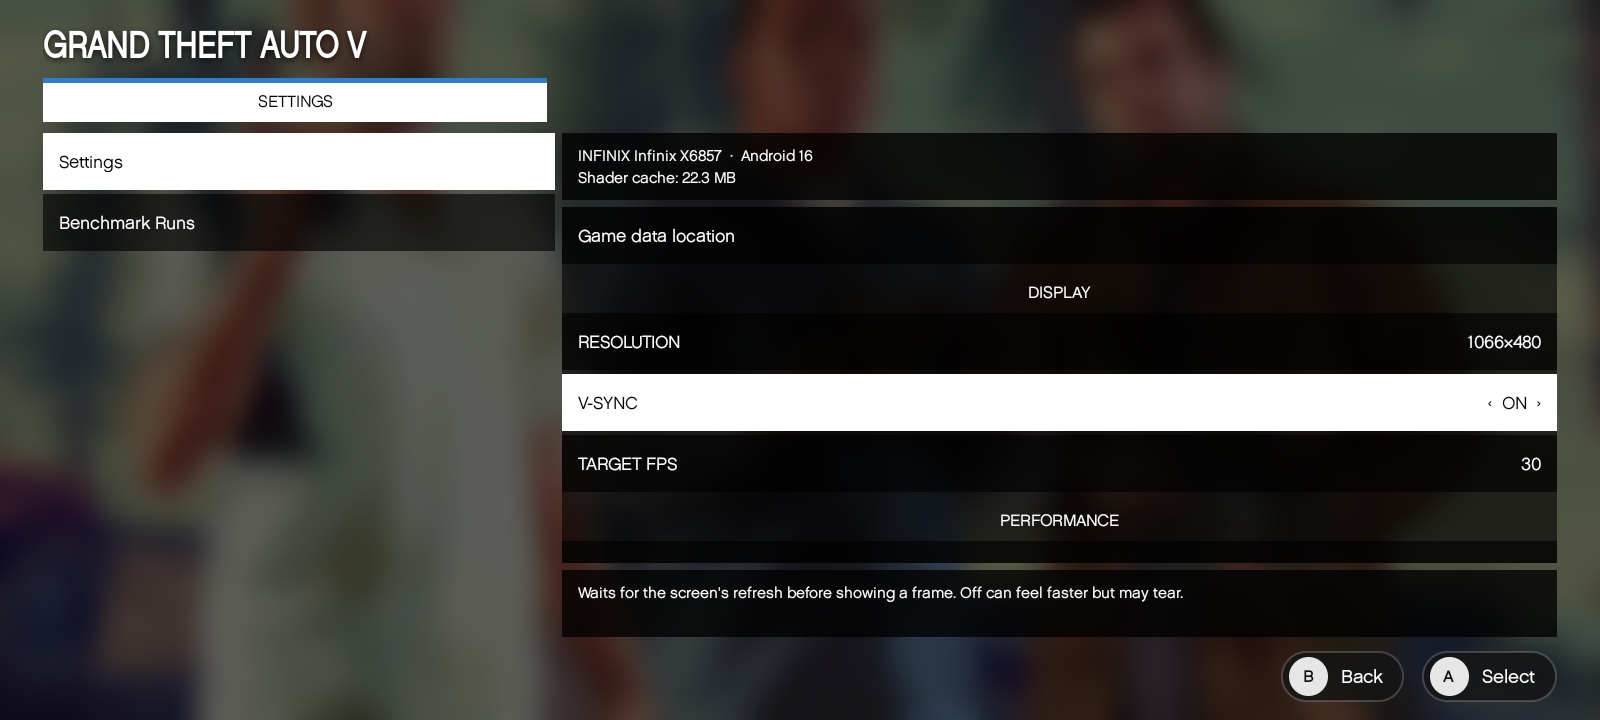 GRAND THEFT AUTO V
SETTINGS
Settings
Benchmark Runs
INFINIX Infinix X6857 · Android 16
Shader cache: 22.3 MB
Game data location
DISPLAY
RESOLUTION 1066×480
V-SYNC ‹ ON ›
TARGET FPS 30
PERFORMANCE
Waits for the screen's refresh before showing a frame. Off can feel faster but may tear.
B Back A Select